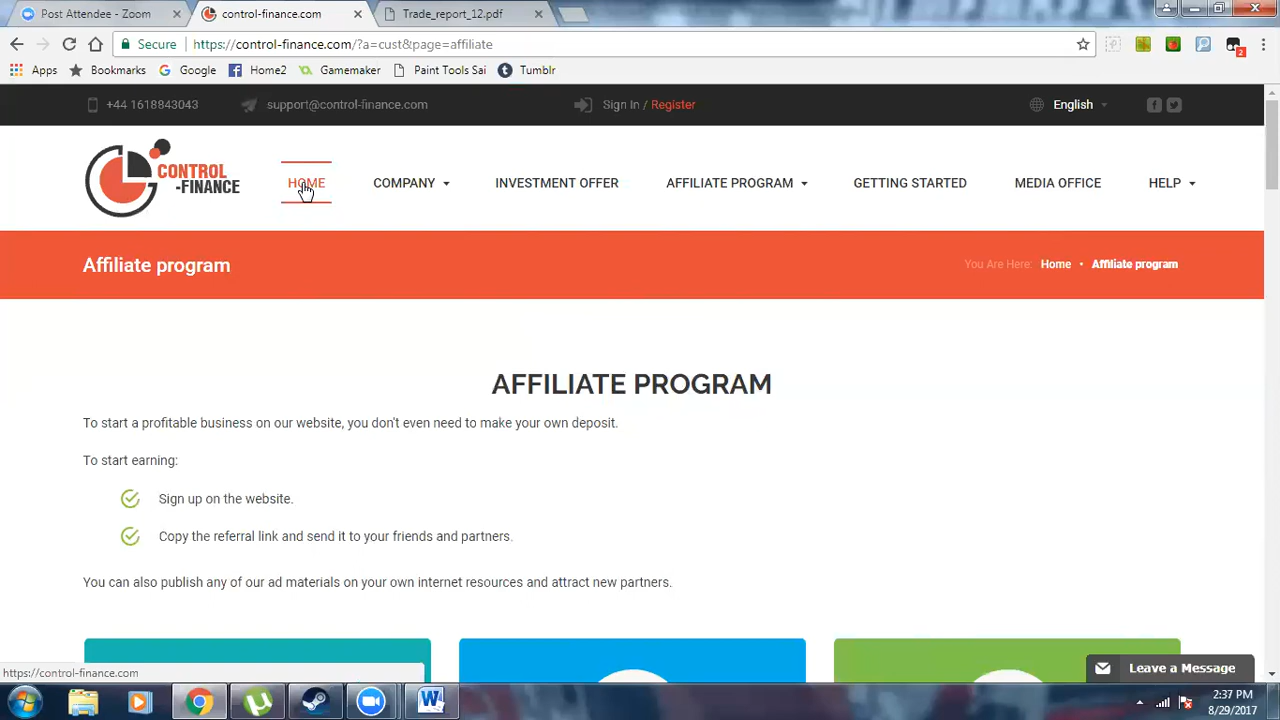 Post Attendee - Zoom
control-finance.com
Trade_report_12.pdf
Secure
https://control-finance.com/?a=cust&page=affiliate
2
Apps
Bookmarks
Google
Home2
Gamemaker
Paint Tools Sai
Tumblr
+44 1618843043
support@control-finance.com
Sign In / Register
English
CONTROL
-FINANCE
HOME
COMPANY
INVESTMENT OFFER
AFFILIATE PROGRAM
GETTING STARTED
MEDIA OFFICE
HELP
Affiliate program
You Are Here: Home • Affiliate program
AFFILIATE PROGRAM
To start a profitable business on our website, you don't even need to make your own deposit.
To start earning:
Sign up on the website.
Copy the referral link and send it to your friends and partners.
You can also publish any of our ad materials on your own internet resources and attract new partners.
https://control-finance.com
Leave a Message
2:37 PM
8/29/2017